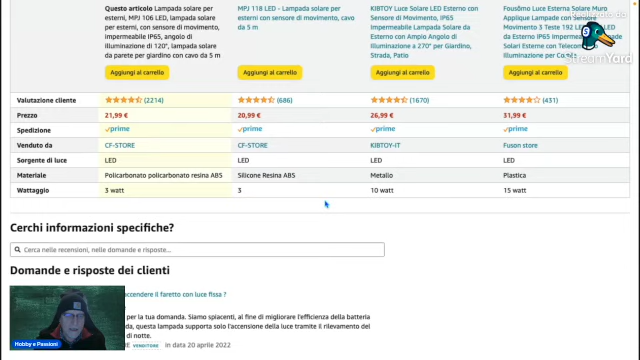 Questo articolo Lampada solare per
esterni, MPJ 106 LED, lampada solare
per esterni con sensore di movimento,
impermeabile IP65, angolo di
illuminazione di 120°, lampada solare
da parete per giardino con cavo da 5 m
Aggiungi al carrello
MPJ 118 LED - Lampada solare per
esterni con sensore di movimento, cavo
da 5 m
Aggiungi al carrello
KIBTOY Luce Solare LED Esterno con
Sensore di Movimento, IP65
Impermeabile Lampada Solare Esterno
con Ampio Angolo di
Illuminazione a 270° per Giardino,
Strada, Patio
Aggiungi al carrello
Fousömo Luce Esterna Solare Muro
Applique Lampade con Sensore
Movimento 3 Teste 192 LED
da Esterno IP65
Solari Esterne con
Illuminazione per
Aggiungi al carrello
Valutazione cliente (2214) (686) (1670) (431)
Prezzo 21,99 € 20,99 € 26,99 € 31,99 €
Spedizione prime prime prime prime
Venduto da CF-STORE CF-STORE KIBTOY-IT Fuson store
Sorgente di luce LED LED LED LED
Materiale Policarbonato policarbonato resina ABS Silicone Resina ABS Metallo Plastica
Wattaggio 3 watt 3 10 watt 15 watt
Cerchi informazioni specifiche?
Cerca nelle recensioni, nelle domande e risposte...
Domande e risposte dei clienti
accendere il faretto con luce fissa ?
per la tua domanda. Siamo spiacenti, al fine di migliorare l'efficienza della batteria
questa lampada supporta solo l'accensione della luce tramite il rilevamento del
di notte.
VENDITORE in data 20 aprile 2022
Hobby e Passioni
StreamYard